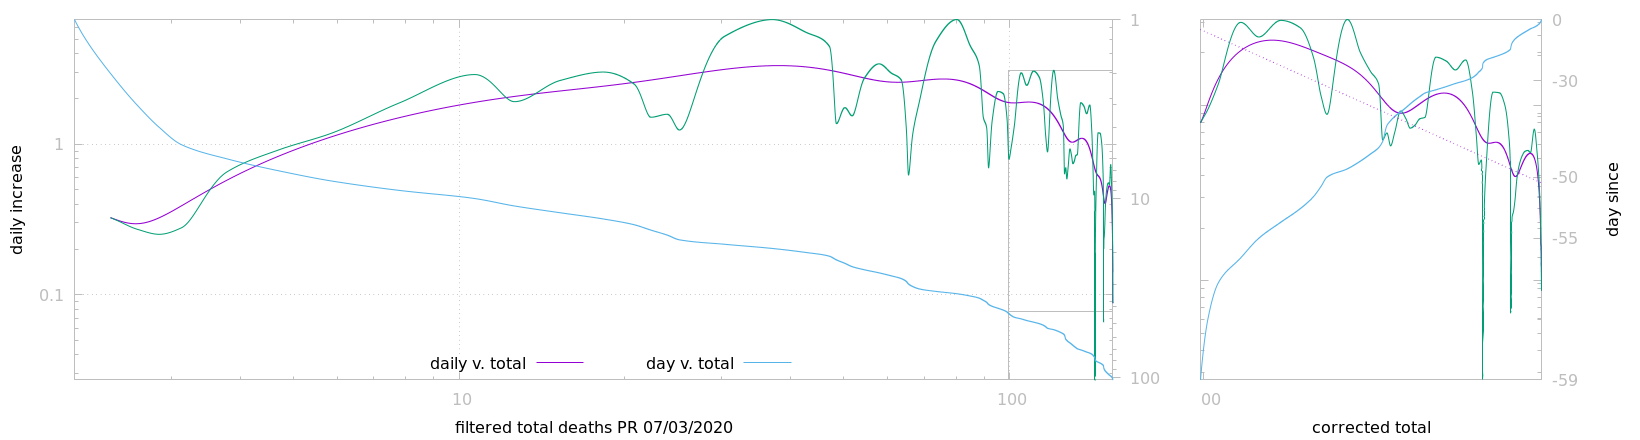 daily increase
1
0.1
daily v. total
day v. total
10
100
1
10
100
filtered total deaths PR 07/03/2020
00
0
-30
-50
-55
-59
day since
corrected total